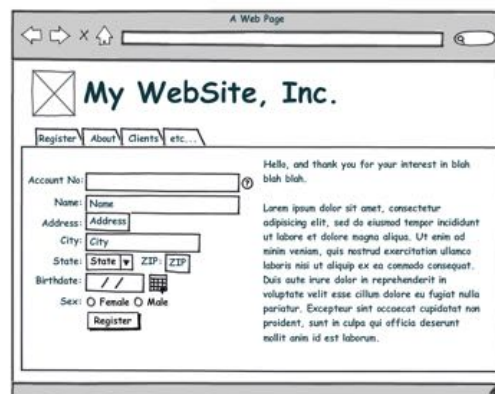 A Web Page
My WebSite, Inc.
Register About Clients etc...
Account No: ?
Name: Name
Address: Address
City: City
State: State ZIP: ZIP
Birthdate: / /
Sex: Female Male
Register
Hello, and thank you for your interest in blah
blah blah.
Lorem ipsum dolor sit amet, consectetur
adipisicing elit, sed do eiusmod tempor incididunt
ut labore et dolore magna aliqua. Ut enim ad
minim veniam, quis nostrud exercitation ullamco
laboris nisi ut aliquip ex ea commodo consequat.
Duis aute irure dolor in reprehenderit in
voluptate velit esse cillum dolore eu fugiat nulla
pariatur. Excepteur sint occaecat cupidatat non
proident, sunt in culpa qui officia deserunt
mollit anim id est laborum.